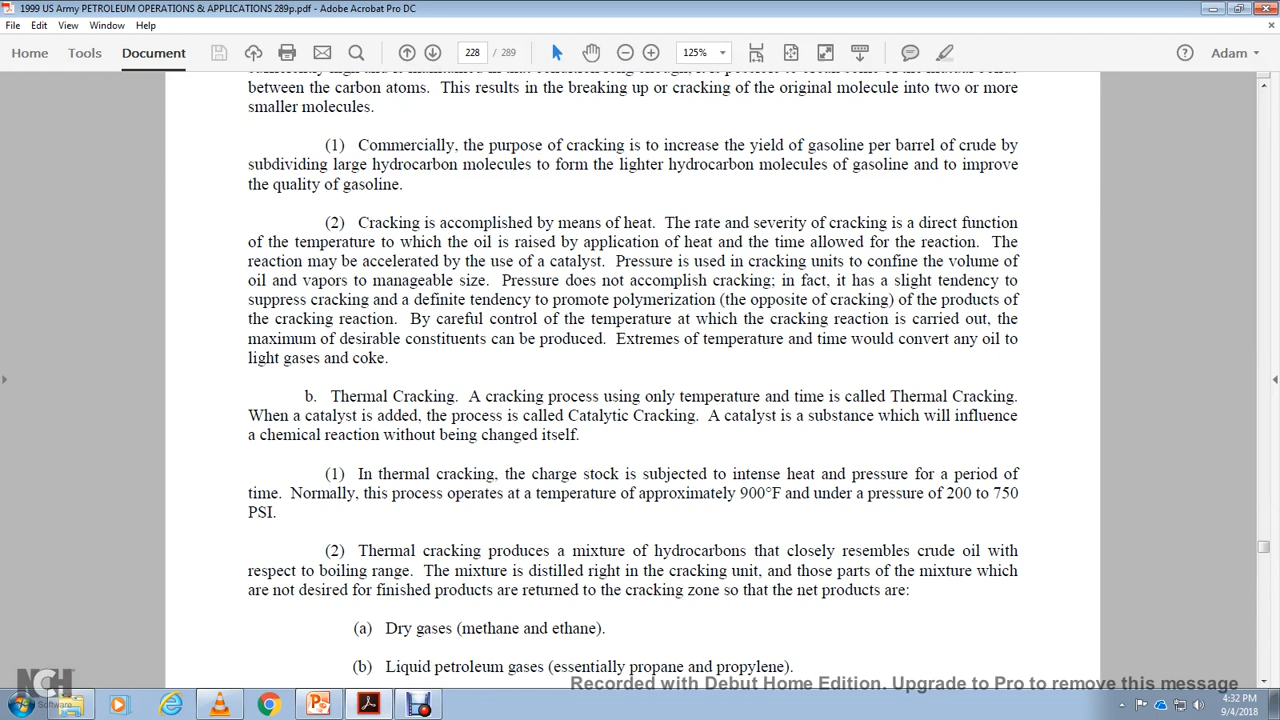 1999 US Army PETROLEUM OPERATIONS & APPLICATIONS 289p.pdf - Adobe Acrobat Pro DC
File Edit View Window Help
Home Tools Document 228 / 289 125% Adam
between the carbon atoms. This results in the breaking up or cracking of the original molecule into two or more
smaller molecules.
(1) Commercially, the purpose of cracking is to increase the yield of gasoline per barrel of crude by
subdividing large hydrocarbon molecules to form the lighter hydrocarbon molecules of gasoline and to improve
the quality of gasoline.
(2) Cracking is accomplished by means of heat. The rate and severity of cracking is a direct function
of the temperature to which the oil is raised by application of heat and the time allowed for the reaction. The
reaction may be accelerated by the use of a catalyst. Pressure is used in cracking units to confine the volume of
oil and vapors to manageable size. Pressure does not accomplish cracking; in fact, it has a slight tendency to
suppress cracking and a definite tendency to promote polymerization (the opposite of cracking) of the products of
the cracking reaction. By careful control of the temperature at which the cracking reaction is carried out, the
maximum of desirable constituents can be produced. Extremes of temperature and time would convert any oil to
light gases and coke.
b. Thermal Cracking. A cracking process using only temperature and time is called Thermal Cracking.
When a catalyst is added, the process is called Catalytic Cracking. A catalyst is a substance which will influence
a chemical reaction without being changed itself.
(1) In thermal cracking, the charge stock is subjected to intense heat and pressure for a period of
time. Normally, this process operates at a temperature of approximately 900°F and under a pressure of 200 to 750
PSI.
(2) Thermal cracking produces a mixture of hydrocarbons that closely resembles crude oil with
respect to boiling range. The mixture is distilled right in the cracking unit, and those parts of the mixture which
are not desired for finished products are returned to the cracking zone so that the net products are:
(a) Dry gases (methane and ethane).
(b) Liquid petroleum gases (essentially propane and propylene).
Recorded with Debut Home Edition. Upgrade to Pro to remove this message
NCH Software
4:32 PM
9/4/2018